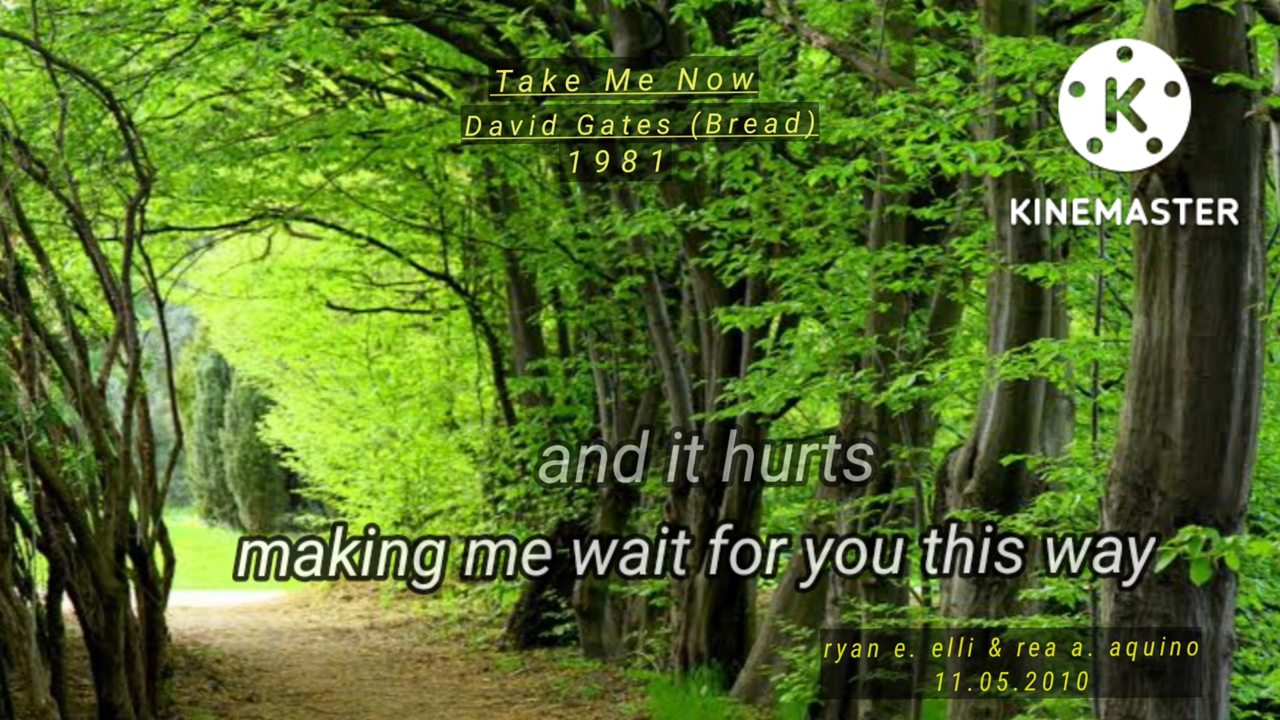 Take Me Now
David Gates (Bread)
1981
K
KINEMASTER
and it hurts
making me wait for you this way
ryan e. elli & rea a. aquino
11.05.2010